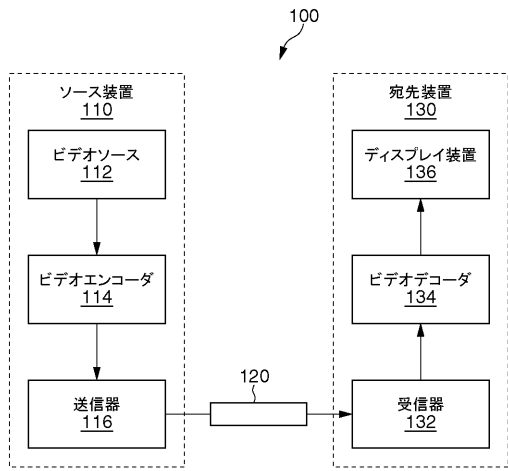 100
ソース装置
110
ビデオソース
112
ビデオエンコーダ
114
送信器
116
120
宛先装置
130
ディスプレイ装置
136
ビデオデコーダ
134
受信器
132